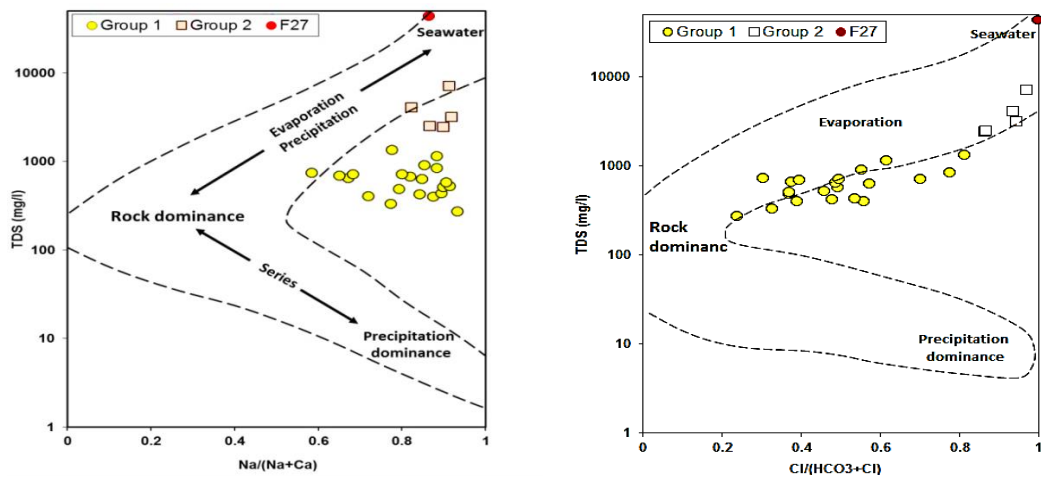 Group 1 Group 2 F27
Seawater
10000
Evaporation
Precipitation
1000
Rock dominance
TDS (mg/l)
100
Series
10
Precipitation
dominance
1
0 0.2 0.4 0.6 0.8 1
Na/(Na+Ca)
Group 1 Group 2 F27
Seawater
10000
Evaporation
1000
TDS (mg/l)
Rock
dominanc
100
10
Precipitation
dominance
1
0 0.2 0.4 0.6 0.8 1
Cl/(HCO3+Cl)